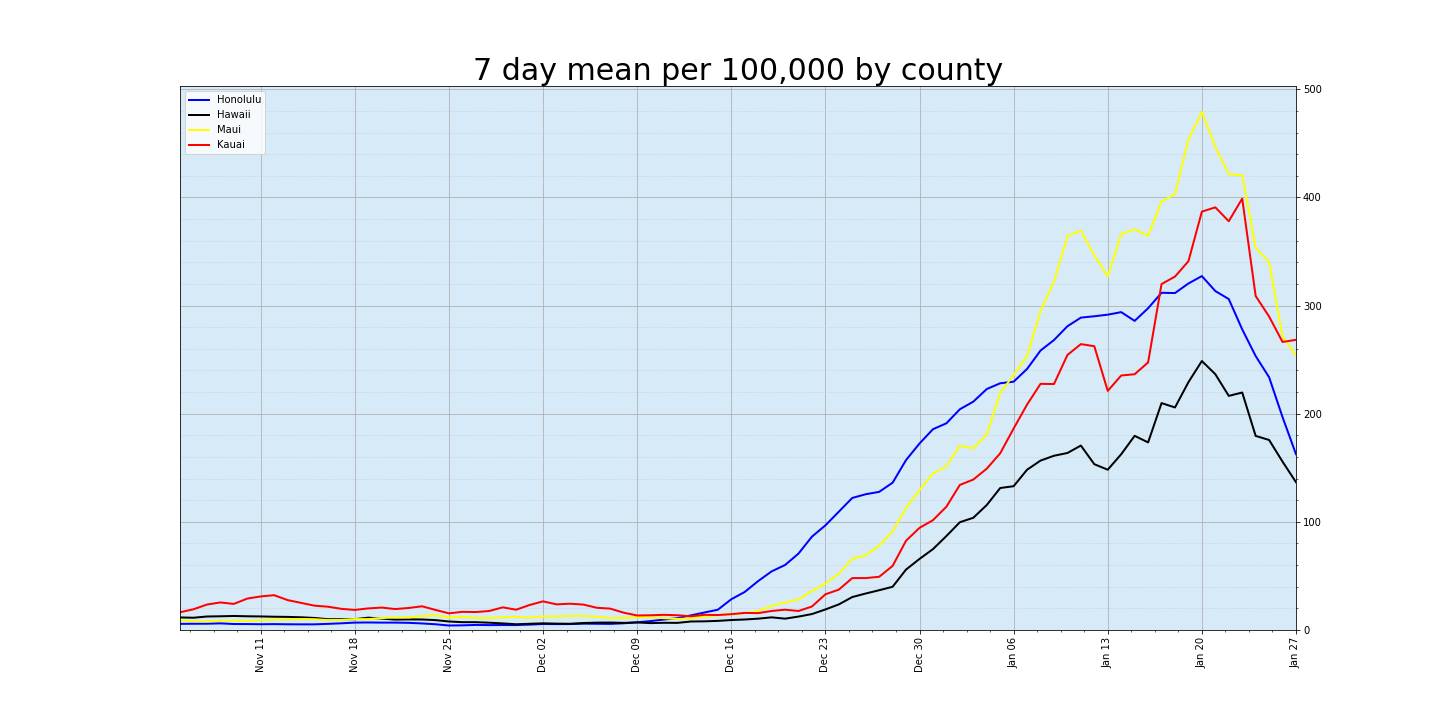 7 day mean per 100,000 by county
Honolulu
Hawaii
Maui
Kauai
500
400
300
200
100
0
Nov 11
Nov 18
Nov 25
Dec 02
Dec 09
Dec 16
Dec 23
Dec 30
Jan 06
Jan 13
Jan 20
Jan 27